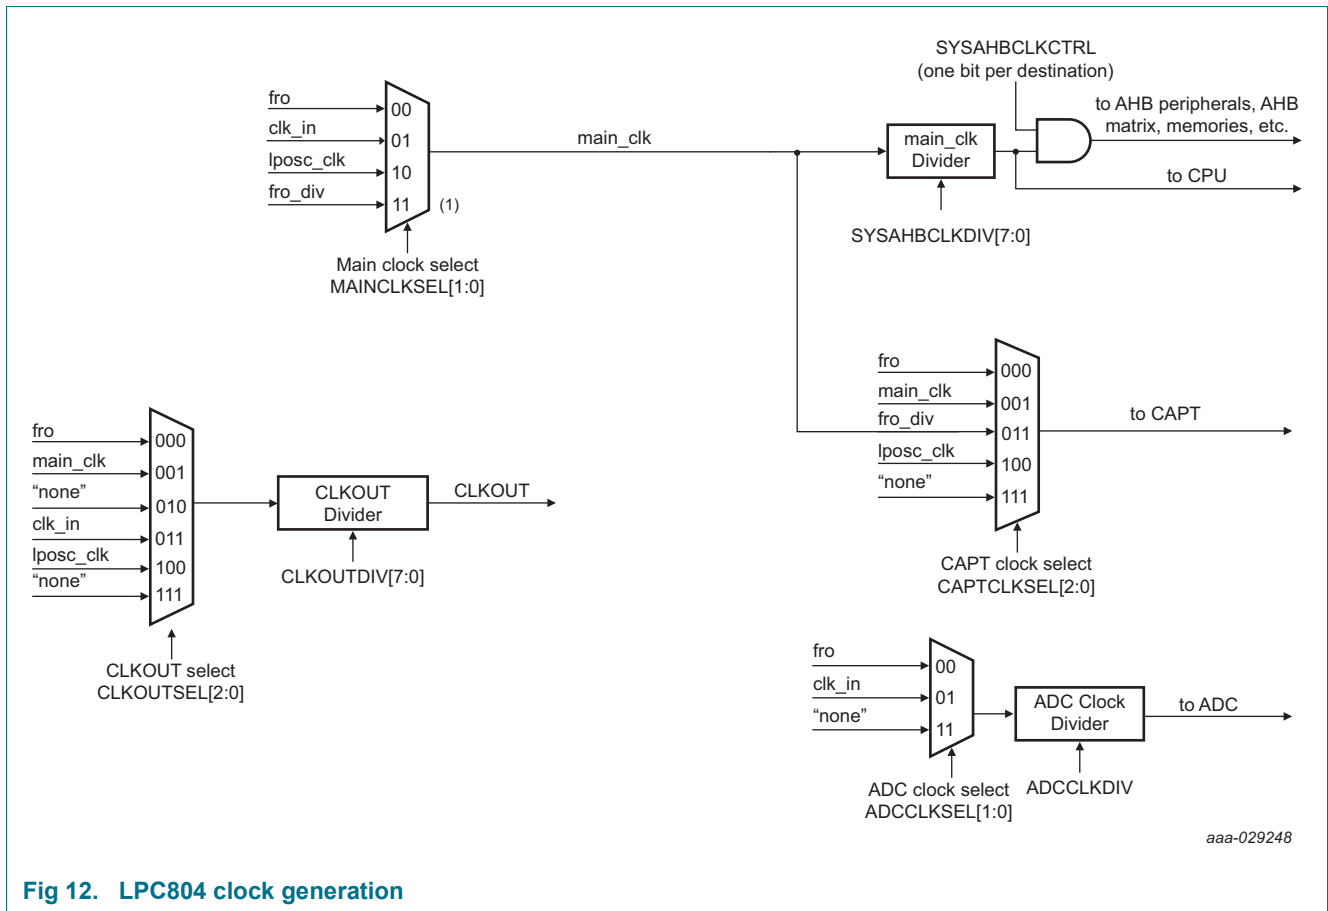 SYSAHBCLKCTRL
(one bit per destination)
fro
00
clk_in
01
lposc_clk
10
fro_div
11
(1)
Main clock select
MAINCLKSEL[1:0]
main_clk
main_clk
Divider
SYSAHBCLKDIV[7:0]
to AHB peripherals, AHB
matrix, memories, etc.
to CPU
fro
000
main_clk
001
fro_div
011
lposc_clk
100
“none”
111
to CAPT
CAPT clock select
CAPTCLKSEL[2:0]
fro
000
main_clk
001
“none”
010
clk_in
011
lposc_clk
100
“none”
111
CLKOUT select
CLKOUTSEL[2:0]
CLKOUT
Divider
CLKOUT
CLKOUTDIV[7:0]
fro
00
clk_in
01
“none”
11
ADC clock select
ADCCLKSEL[1:0]
ADC Clock
Divider
to ADC
ADCCLKDIV
aaa-029248
Fig 12. LPC804 clock generation